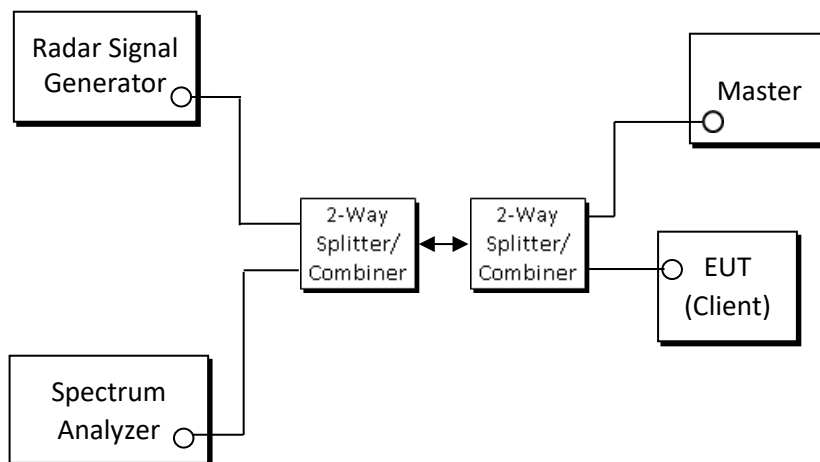 Radar Signal
Generator
Master
2-Way
Splitter/
Combiner
2-Way
Splitter/
Combiner
EUT
(Client)
Spectrum
Analyzer